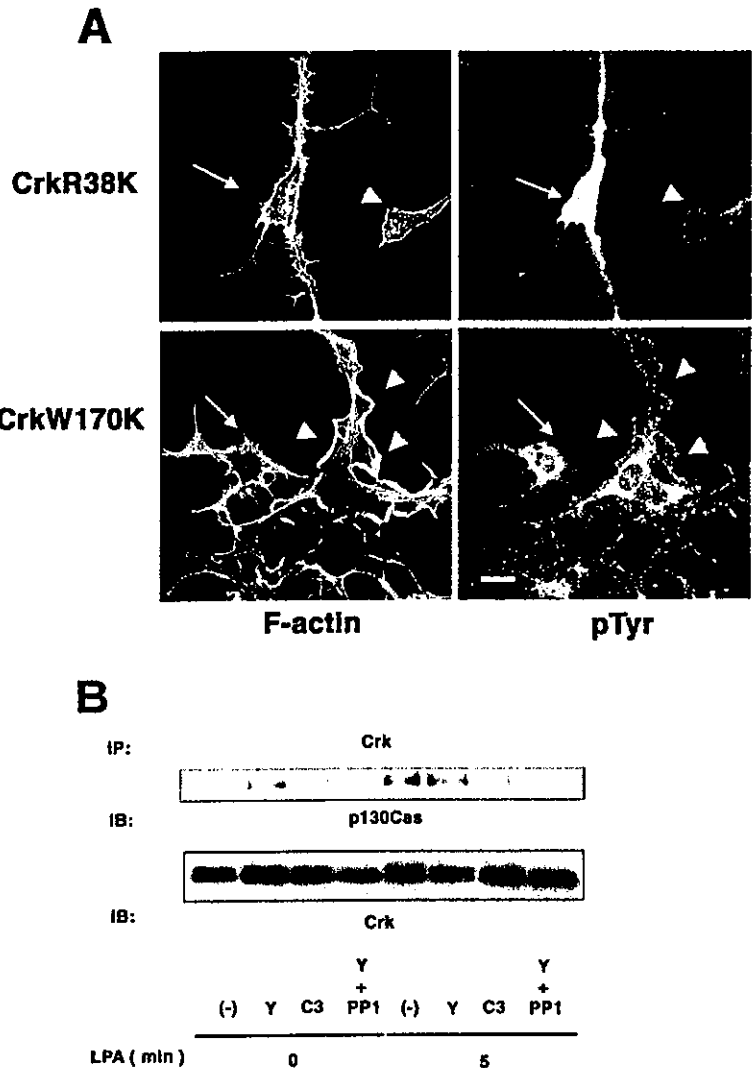 A
CrkR38K
CrkW170K
F-actin pTyr
B
IP: Crk
IB: p130Cas
IB: Crk
Y Y
+ +
(-) Y C3 PP1 (-) Y C3 PP1
LPA ( min ) 0 5